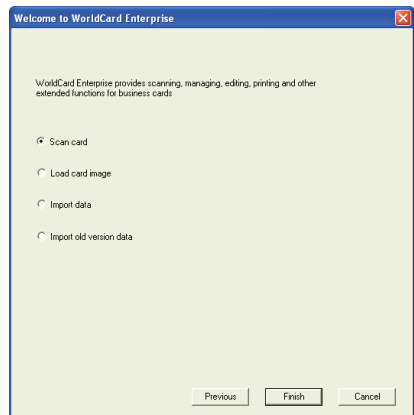 Welcome to WorldCard Enterprise
WorldCard Enterprise provides scanning, managing, editing, printing and other
extended functions for business cards
Scan card
Load card image
Import data
Import old version data
Previous Finish Cancel